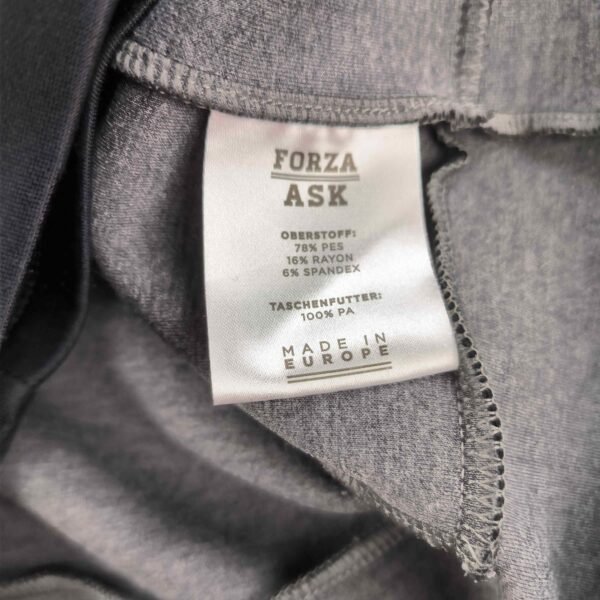 FORZA
ASK
OBERSTOFF:
78% PES
16% RAYON
6% SPANDEX
TASCHENFUTTER:
100% PA
MADE IN
EUROPE